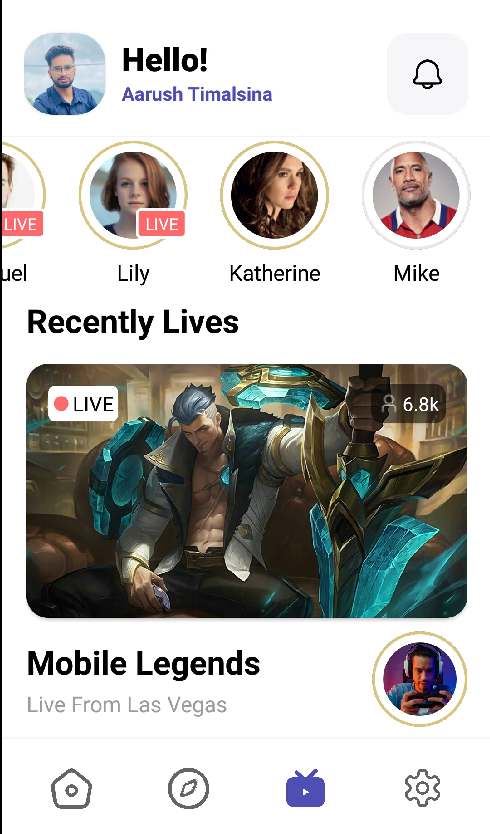 Hello!
Aarush Timalsina
LIVE
LIVE
uel
Lily
Katherine
Mike
Recently Lives
LIVE
6.8k
Mobile Legends
Live From Las Vegas